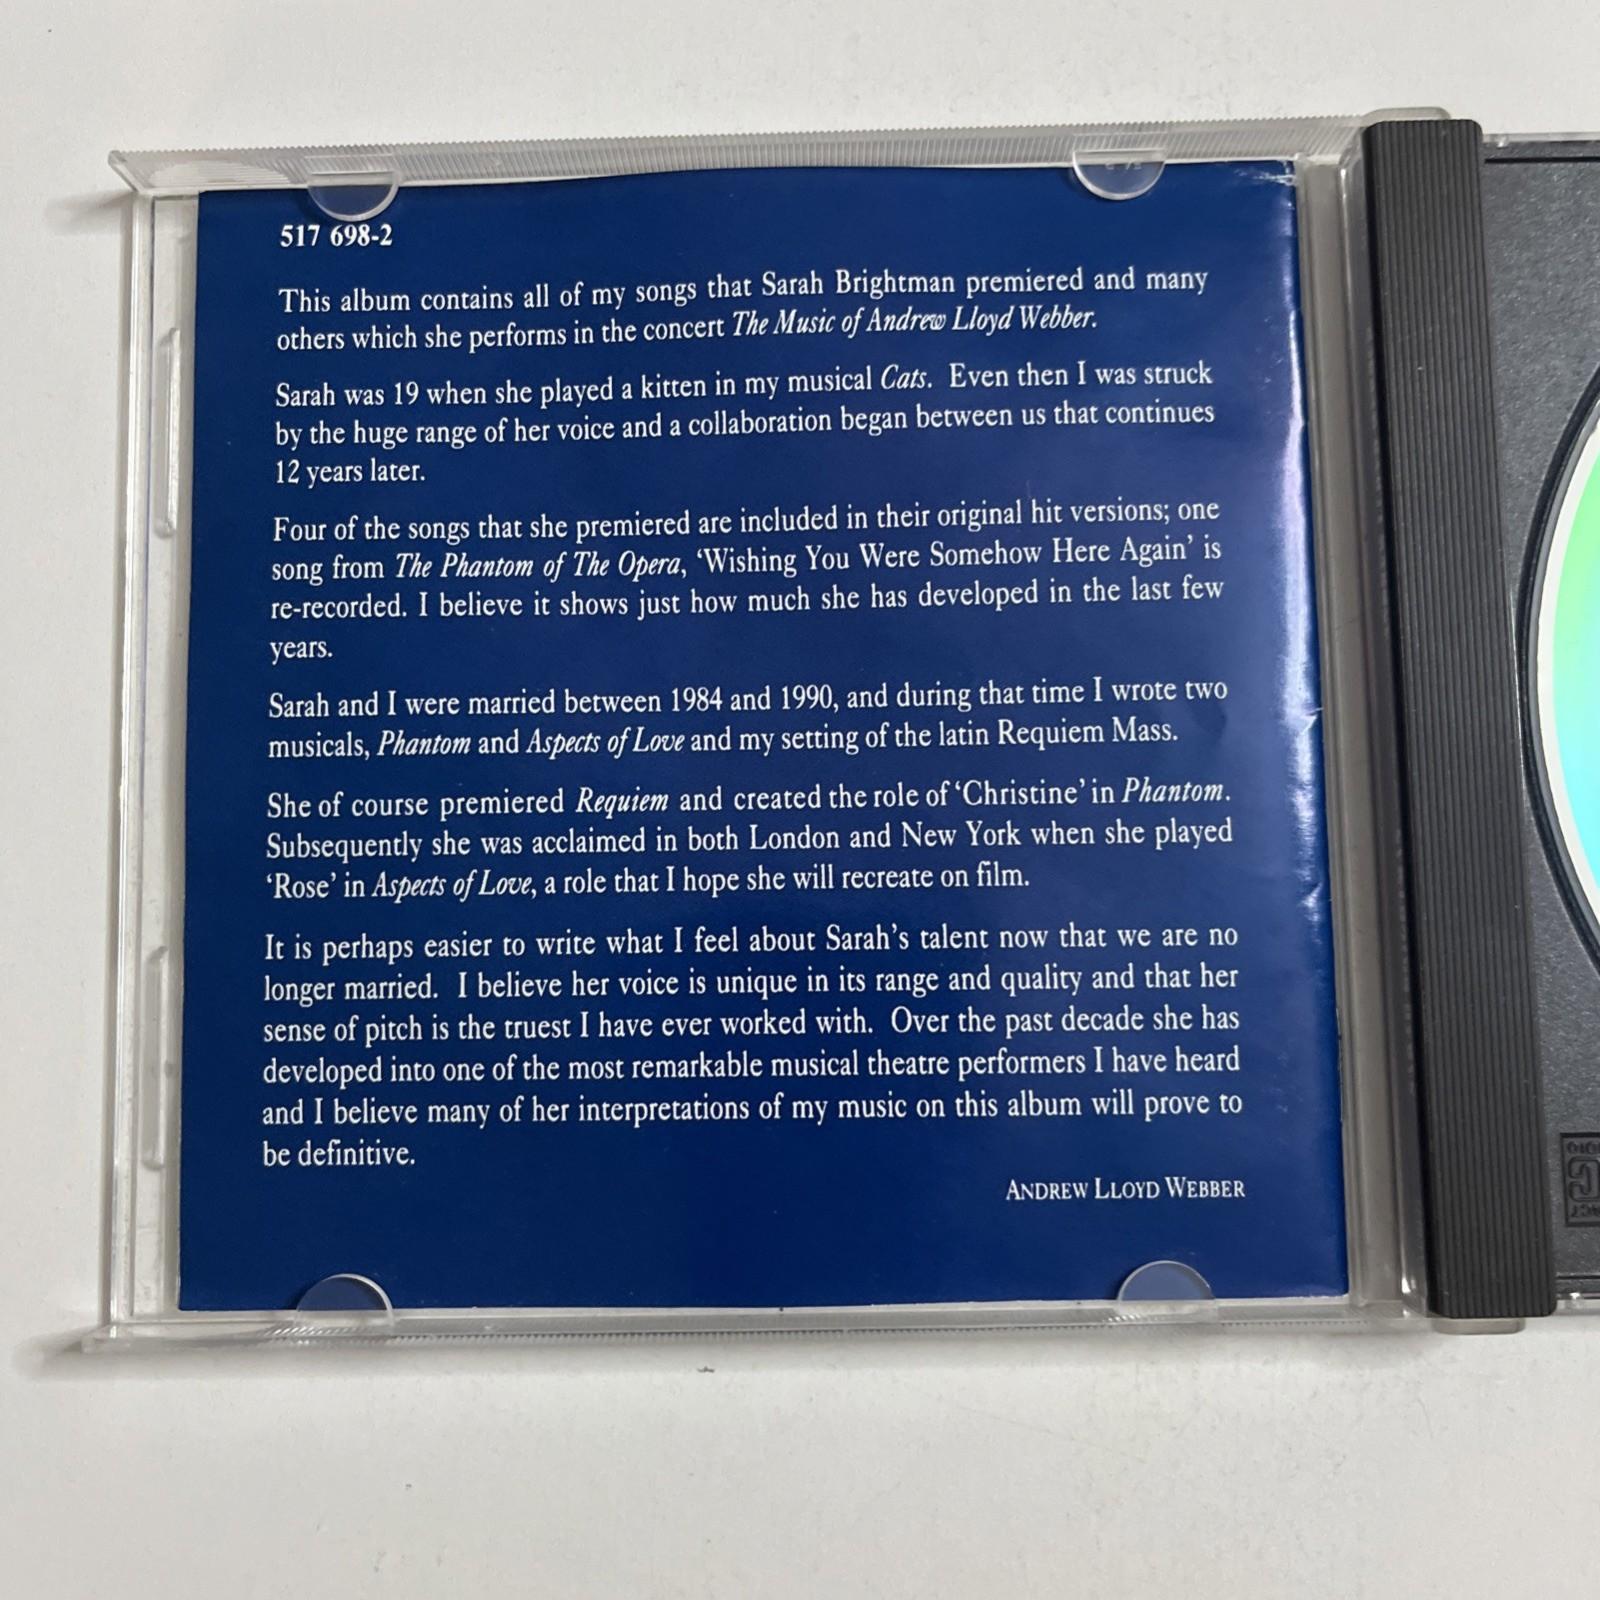 517 698-2
This album contains all of my songs that Sarah Brightman premiered and many
others which she performs in the concert The Music of Andrew Lloyd Webber.
Sarah was 19 when she played a kitten in my musical Cats. Even then I was struck
by the huge range of her voice and a collaboration began between us that continues
12 years later.
Four of the songs that she premiered are included in their original hit versions; one
song from The Phantom of The Opera, ‘Wishing You Were Somehow Here Again’ is
re-recorded. I believe it shows just how much she has developed in the last few
years.
Sarah and I were married between 1984 and 1990, and during that time I wrote two
musicals, Phantom and Aspects of Love and my setting of the latin Requiem Mass.
She of course premiered Requiem and created the role of ‘Christine’ in Phantom.
Subsequently she was acclaimed in both London and New York when she played
‘Rose’ in Aspects of Love, a role that I hope she will recreate on film.
It is perhaps easier to write what I feel about Sarah’s talent now that we are no
longer married. I believe her voice is unique in its range and quality and that her
sense of pitch is the truest I have ever worked with. Over the past decade she has
developed into one of the most remarkable musical theatre performers I have heard
and I believe many of her interpretations of my music on this album will prove to
be definitive.
ANDREW LLOYD WEBBER